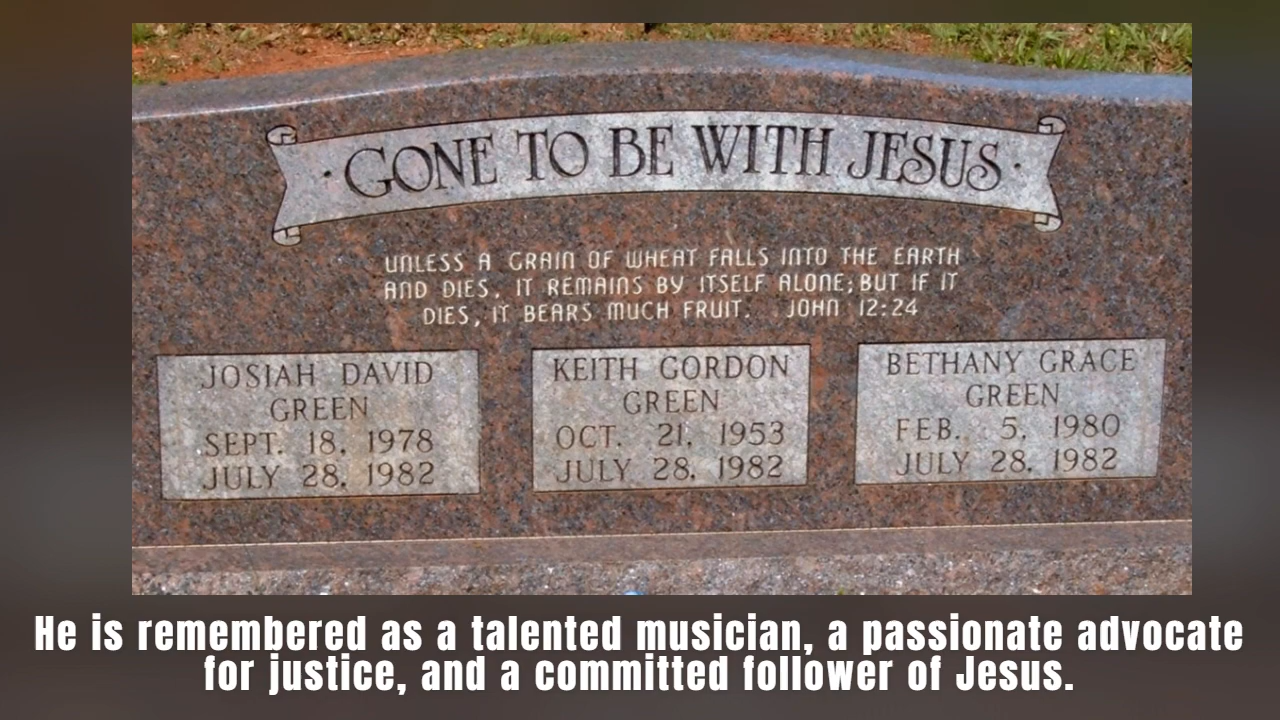 · GONE TO BE WITH JESUS ·
UNLESS A GRAIN OF WHEAT FALLS INTO THE EARTH
AND DIES, IT REMAINS BY ITSELF ALONE; BUT IF IT
DIES, IT BEARS MUCH FRUIT. JOHN 12:24
JOSIAH DAVID
GREEN
SEPT. 18, 1978
JULY 28, 1982
KEITH GORDON
GREEN
OCT. 21, 1953
JULY 28, 1982
BETHANY GRACE
GREEN
FEB. 5, 1980
JULY 28, 1982
He is remembered as a talented musician, a passionate advocate
for justice, and a committed follower of Jesus.